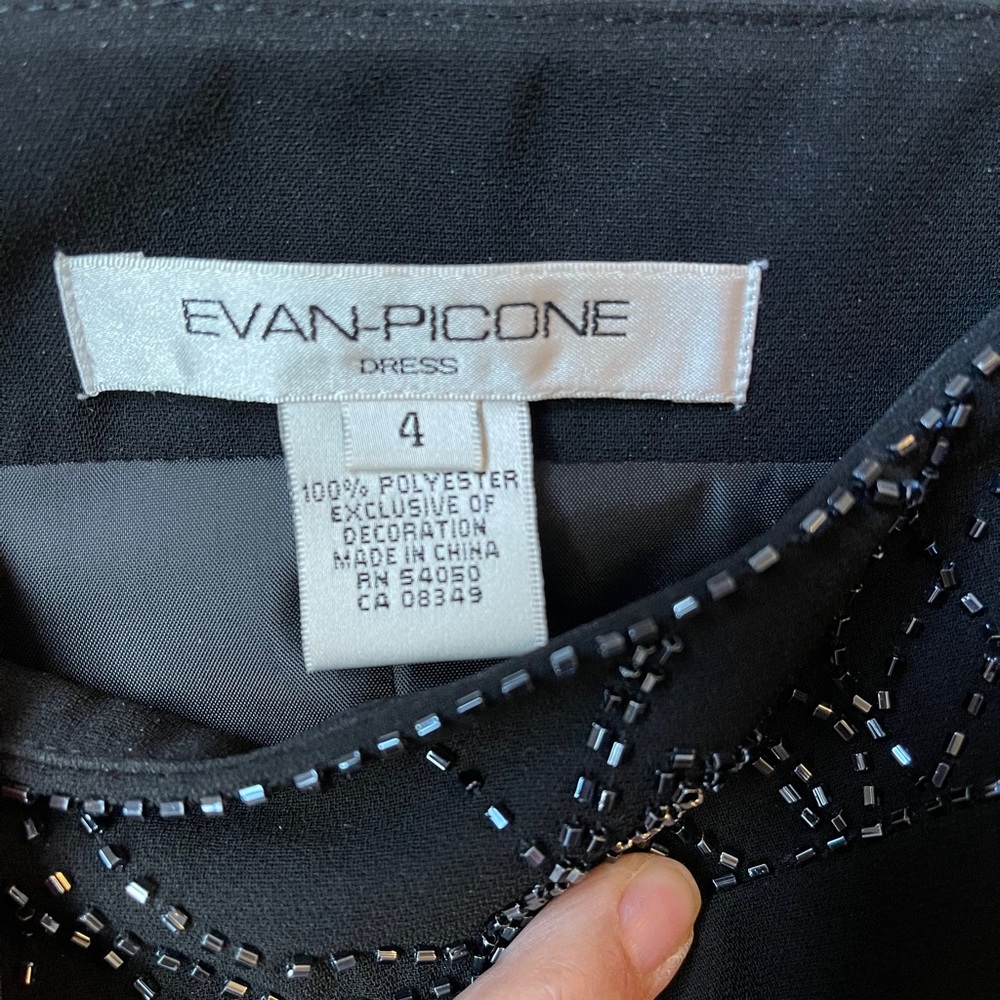 EVAN-PICONE
DRESS
4
100% POLYESTER
EXCLUSIVE OF
DECORATION
MADE IN CHINA
RN 54050
CA 08349